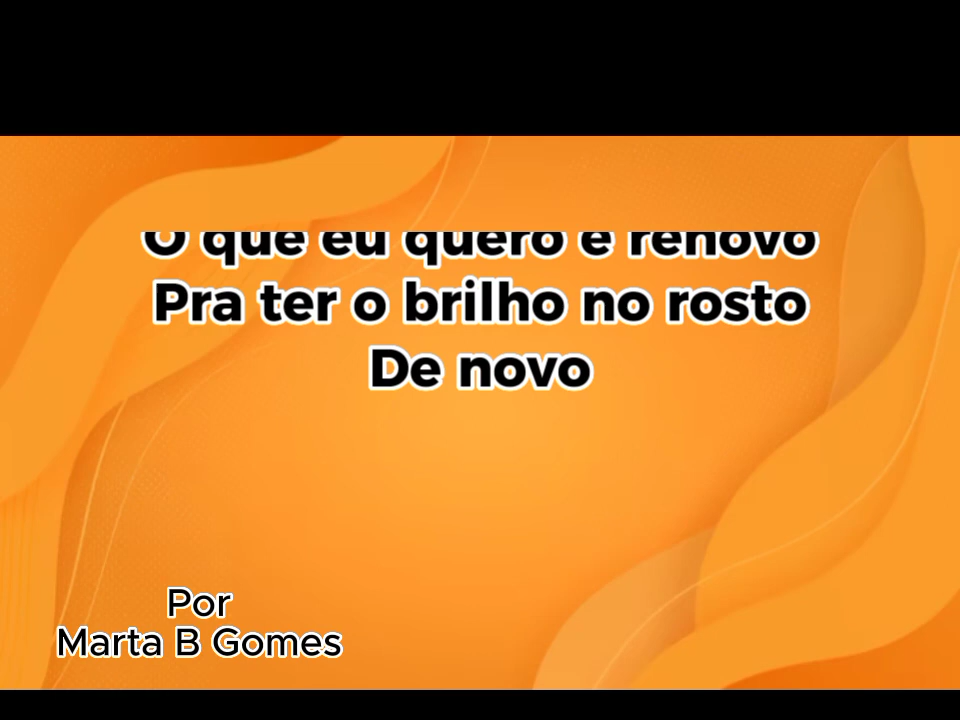 O que eu quero é renovo
Pra ter o brilho no rosto
De novo
Por
Marta B Gomes